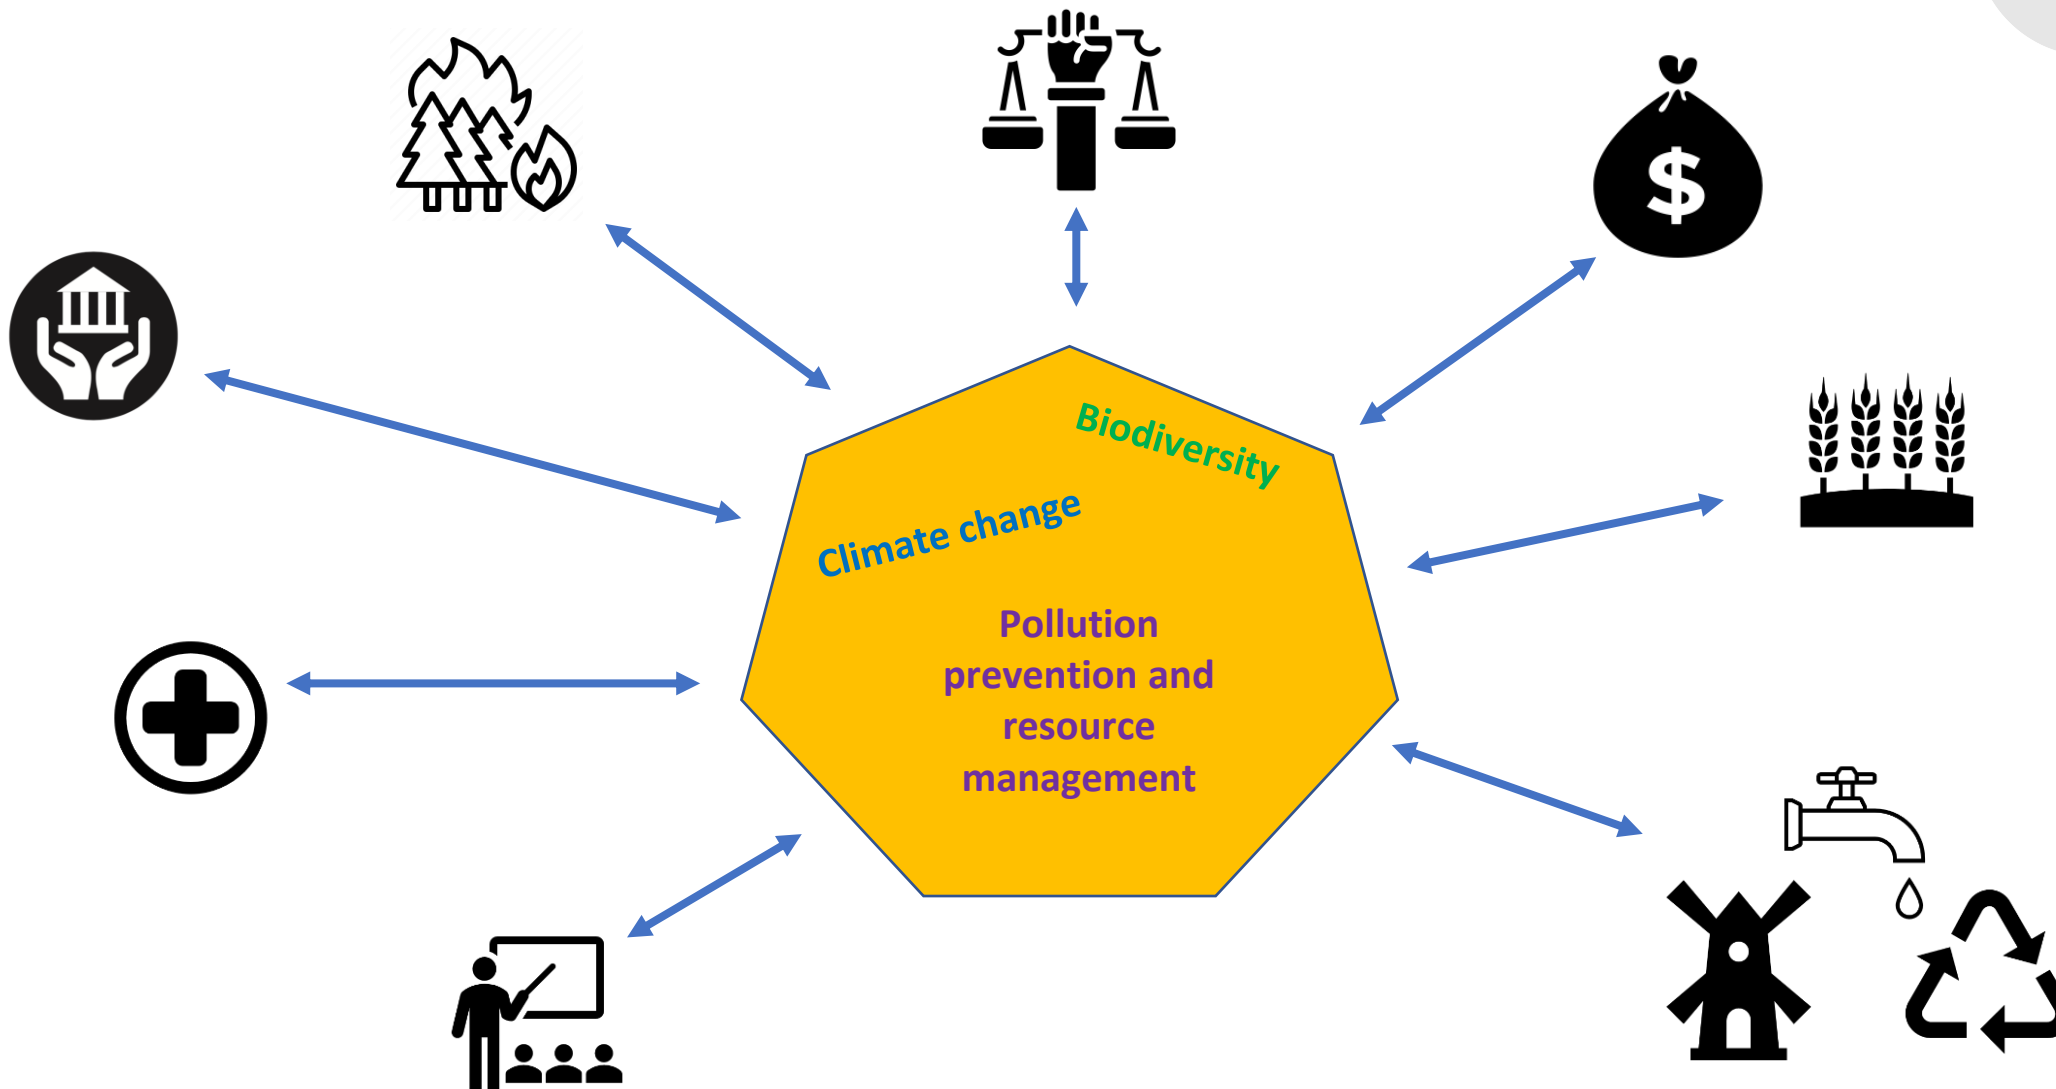 $
Biodiversity
Climate change
Pollution
prevention and
resource
management